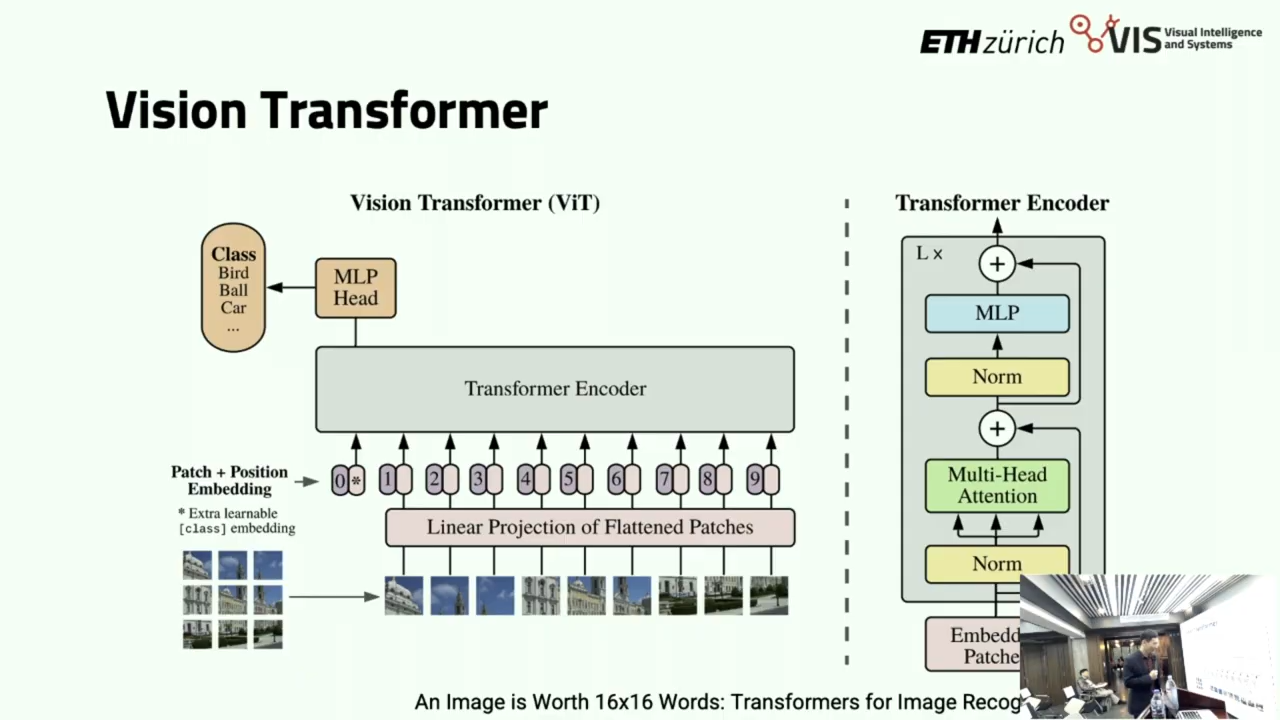 ETH zürich
VIS Visual Intelligence
and Systems
Vision Transformer
Vision Transformer (ViT)
Class
Bird
Ball
Car
...
MLP
Head
Transformer Encoder
Patch + Position
Embedding
* Extra learnable
[class] embedding
0 * 1 2 3 4 5 6 7 8 9
Linear Projection of Flattened Patches
Transformer Encoder
L x
+
MLP
Norm
+
Multi-Head
Attention
Norm
Embedd
Patche
An Image is Worth 16x16 Words: Transformers for Image Recog